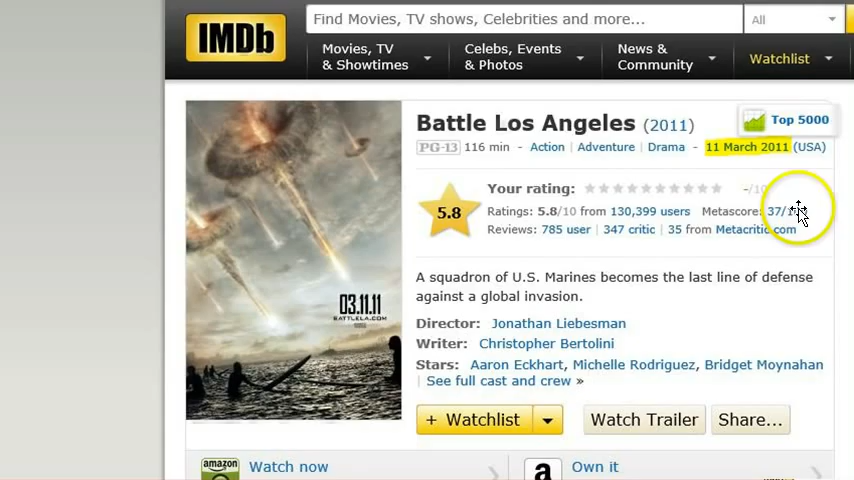 IMDb
Find Movies, TV shows, Celebrities and more...
All
Movies, TV & Showtimes
Celebs, Events & Photos
News & Community
Watchlist
Battle Los Angeles (2011)
Top 5000
PG-13 116 min - Action | Adventure | Drama - 11 March 2011 (USA)
Your rating: -/10
5.8
Ratings: 5.8/10 from 130,399 users Metascore:
Reviews: 785 user | 347 critic | 35 from Metacritic.com
A squadron of U.S. Marines becomes the last line of defense
against a global invasion.
Director: Jonathan Liebesman
Writer: Christopher Bertolini
Stars: Aaron Eckhart, Michelle Rodriguez, Bridget Moynahan
| See full cast and crew »
03.11.11
BATTLELA.COM
+ Watchlist
Watch Trailer
Share...
amazon
Watch now
a
Own it